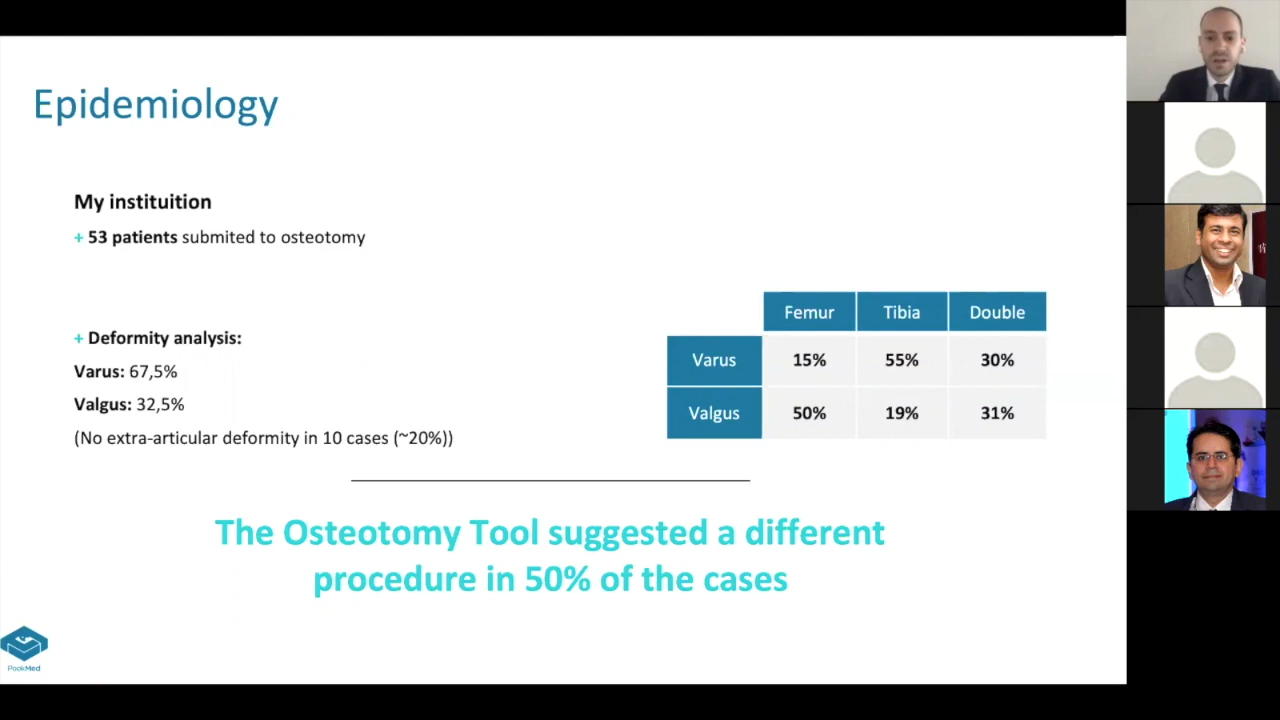 Epidemiology
My instituition
+ 53 patients submited to osteotomy
+ Deformity analysis:
Varus: 67,5%
Valgus: 32,5%
(No extra-articular deformity in 10 cases (~20%))
Femur Tibia Double
Varus 15% 55% 30%
Valgus 50% 19% 31%
The Osteotomy Tool suggested a different
procedure in 50% of the cases
PookMed